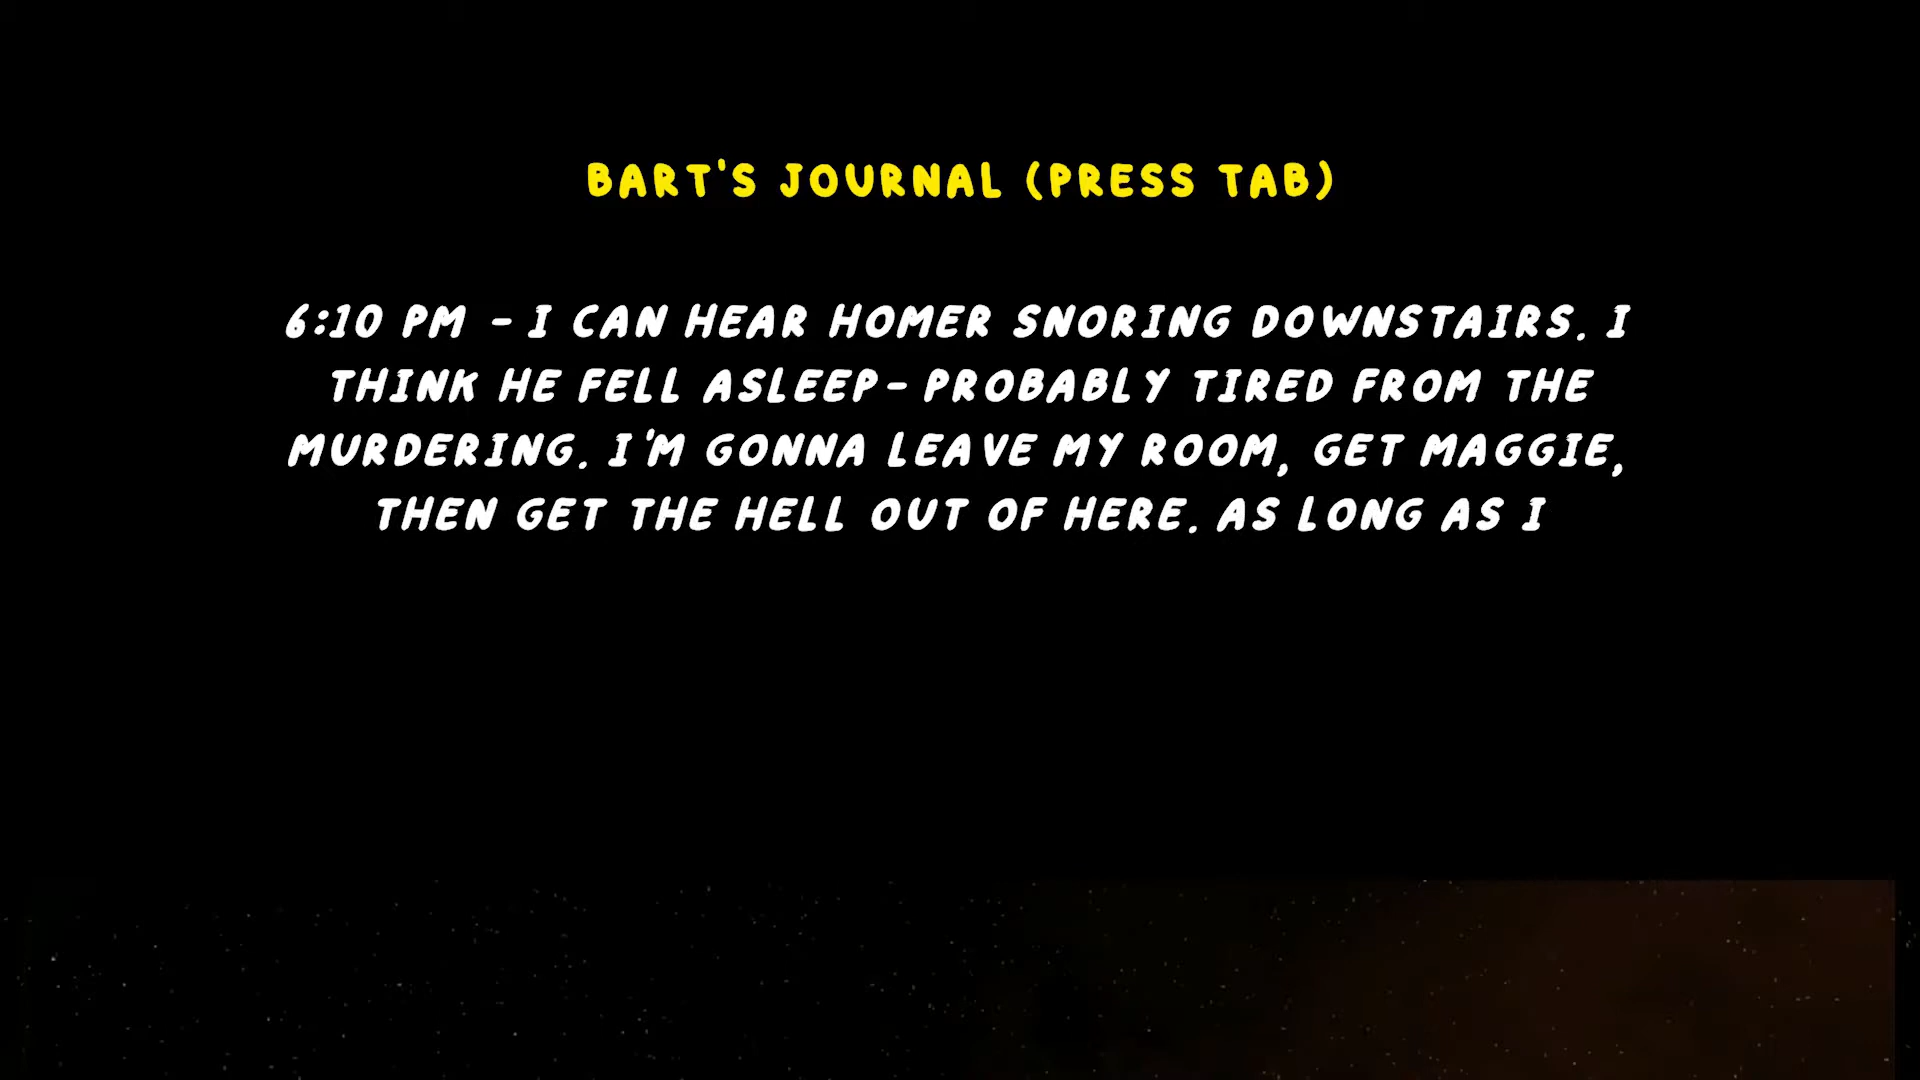 BART'S JOURNAL (PRESS TAB)
6:10 PM - I CAN HEAR HOMER SNORING DOWNSTAIRS. I
THINK HE FELL ASLEEP- PROBABLY TIRED FROM THE
MURDERING. I'M GONNA LEAVE MY ROOM, GET MAGGIE,
THEN GET THE HELL OUT OF HERE. AS LONG AS I